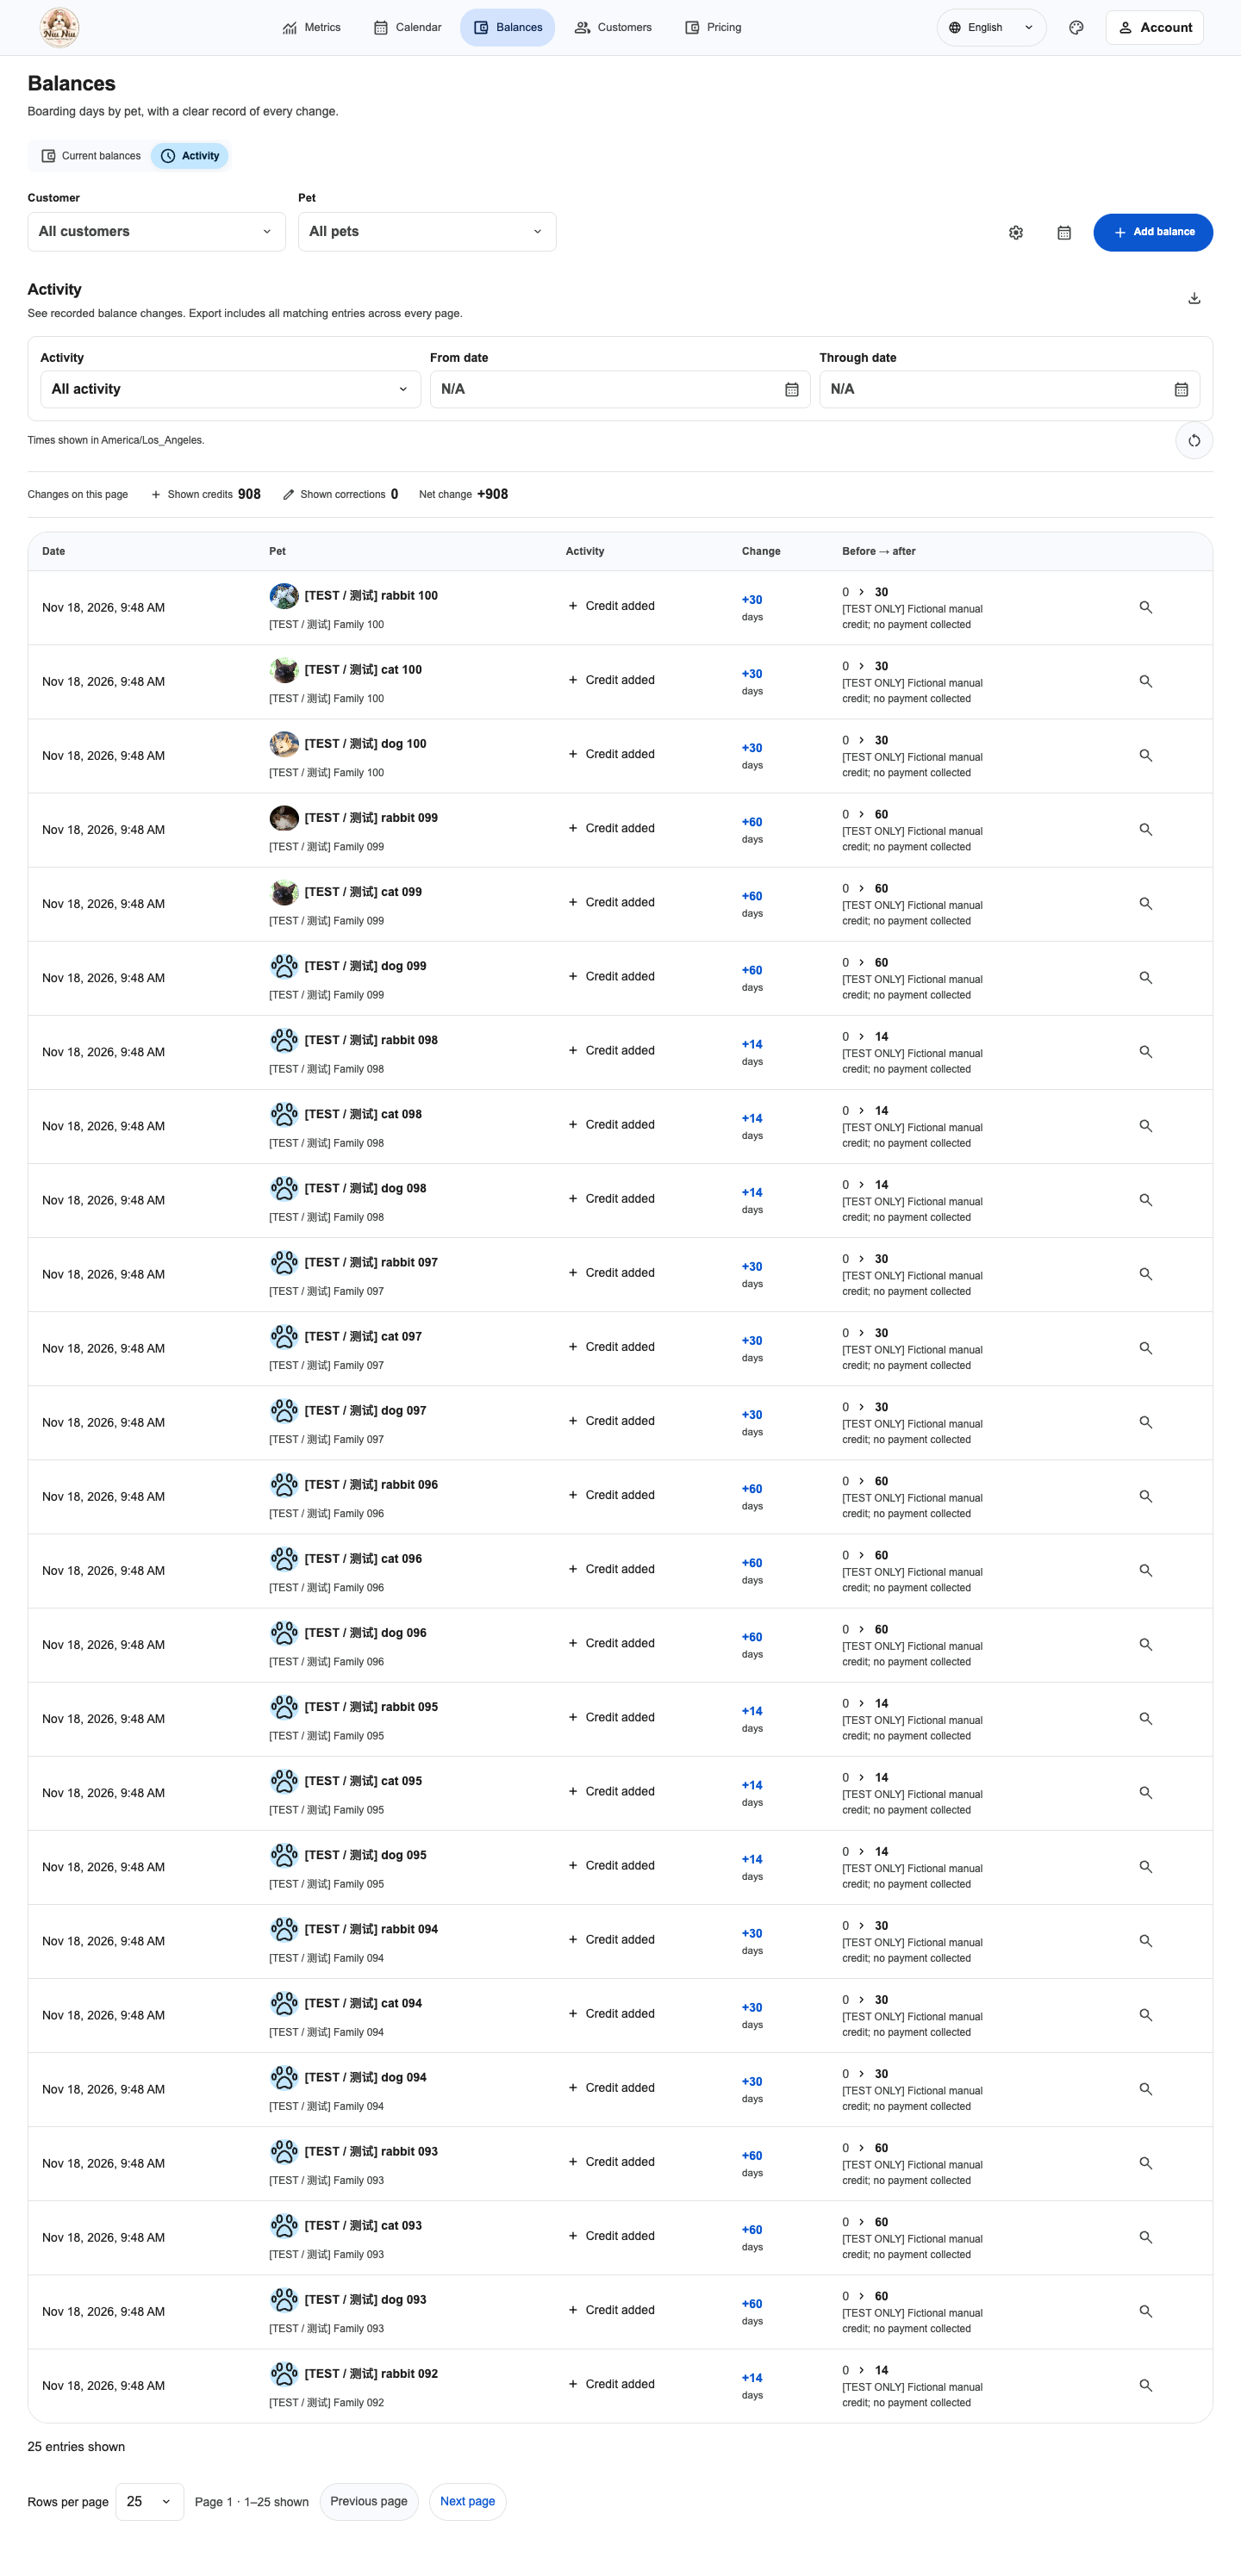 Niu Niu
Metrics
Calendar
Balances
Customers
Pricing
English
Account
Balances
Boarding days by pet, with a clear record of every change.
Current balances
Activity
Customer
Pet
All customers
All pets
Add balance
Activity
See recorded balance changes. Export includes all matching entries across every page.
Activity
From date
Through date
All activity
N/A
N/A
Times shown in America/Los_Angeles.
Changes on this page
Shown credits 908
Shown corrections 0
Net change +908
Date
Pet
Activity
Change
Before → after
Nov 18, 2026, 9:48 AM
[TEST / 测试] rabbit 100
[TEST / 测试] Family 100
Credit added
+30
days
0 › 30
[TEST ONLY] Fictional manual
credit; no payment collected
Nov 18, 2026, 9:48 AM
[TEST / 测试] cat 100
[TEST / 测试] Family 100
Credit added
+30
days
0 › 30
[TEST ONLY] Fictional manual
credit; no payment collected
Nov 18, 2026, 9:48 AM
[TEST / 测试] dog 100
[TEST / 测试] Family 100
Credit added
+30
days
0 › 30
[TEST ONLY] Fictional manual
credit; no payment collected
Nov 18, 2026, 9:48 AM
[TEST / 测试] rabbit 099
[TEST / 测试] Family 099
Credit added
+60
days
0 › 60
[TEST ONLY] Fictional manual
credit; no payment collected
Nov 18, 2026, 9:48 AM
[TEST / 测试] cat 099
[TEST / 测试] Family 099
Credit added
+60
days
0 › 60
[TEST ONLY] Fictional manual
credit; no payment collected
Nov 18, 2026, 9:48 AM
[TEST / 测试] dog 099
[TEST / 测试] Family 099
Credit added
+60
days
0 › 60
[TEST ONLY] Fictional manual
credit; no payment collected
Nov 18, 2026, 9:48 AM
[TEST / 测试] rabbit 098
[TEST / 测试] Family 098
Credit added
+14
days
0 › 14
[TEST ONLY] Fictional manual
credit; no payment collected
Nov 18, 2026, 9:48 AM
[TEST / 测试] cat 098
[TEST / 测试] Family 098
Credit added
+14
days
0 › 14
[TEST ONLY] Fictional manual
credit; no payment collected
Nov 18, 2026, 9:48 AM
[TEST / 测试] dog 098
[TEST / 测试] Family 098
Credit added
+14
days
0 › 14
[TEST ONLY] Fictional manual
credit; no payment collected
Nov 18, 2026, 9:48 AM
[TEST / 测试] rabbit 097
[TEST / 测试] Family 097
Credit added
+30
days
0 › 30
[TEST ONLY] Fictional manual
credit; no payment collected
Nov 18, 2026, 9:48 AM
[TEST / 测试] cat 097
[TEST / 测试] Family 097
Credit added
+30
days
0 › 30
[TEST ONLY] Fictional manual
credit; no payment collected
Nov 18, 2026, 9:48 AM
[TEST / 测试] dog 097
[TEST / 测试] Family 097
Credit added
+30
days
0 › 30
[TEST ONLY] Fictional manual
credit; no payment collected
Nov 18, 2026, 9:48 AM
[TEST / 测试] rabbit 096
[TEST / 测试] Family 096
Credit added
+60
days
0 › 60
[TEST ONLY] Fictional manual
credit; no payment collected
Nov 18, 2026, 9:48 AM
[TEST / 测试] cat 096
[TEST / 测试] Family 096
Credit added
+60
days
0 › 60
[TEST ONLY] Fictional manual
credit; no payment collected
Nov 18, 2026, 9:48 AM
[TEST / 测试] dog 096
[TEST / 测试] Family 096
Credit added
+60
days
0 › 60
[TEST ONLY] Fictional manual
credit; no payment collected
Nov 18, 2026, 9:48 AM
[TEST / 测试] rabbit 095
[TEST / 测试] Family 095
Credit added
+14
days
0 › 14
[TEST ONLY] Fictional manual
credit; no payment collected
Nov 18, 2026, 9:48 AM
[TEST / 测试] cat 095
[TEST / 测试] Family 095
Credit added
+14
days
0 › 14
[TEST ONLY] Fictional manual
credit; no payment collected
Nov 18, 2026, 9:48 AM
[TEST / 测试] dog 095
[TEST / 测试] Family 095
Credit added
+14
days
0 › 14
[TEST ONLY] Fictional manual
credit; no payment collected
Nov 18, 2026, 9:48 AM
[TEST / 测试] rabbit 094
[TEST / 测试] Family 094
Credit added
+30
days
0 › 30
[TEST ONLY] Fictional manual
credit; no payment collected
Nov 18, 2026, 9:48 AM
[TEST / 测试] cat 094
[TEST / 测试] Family 094
Credit added
+30
days
0 › 30
[TEST ONLY] Fictional manual
credit; no payment collected
Nov 18, 2026, 9:48 AM
[TEST / 测试] dog 094
[TEST / 测试] Family 094
Credit added
+30
days
0 › 30
[TEST ONLY] Fictional manual
credit; no payment collected
Nov 18, 2026, 9:48 AM
[TEST / 测试] rabbit 093
[TEST / 测试] Family 093
Credit added
+60
days
0 › 60
[TEST ONLY] Fictional manual
credit; no payment collected
Nov 18, 2026, 9:48 AM
[TEST / 测试] cat 093
[TEST / 测试] Family 093
Credit added
+60
days
0 › 60
[TEST ONLY] Fictional manual
credit; no payment collected
Nov 18, 2026, 9:48 AM
[TEST / 测试] dog 093
[TEST / 测试] Family 093
Credit added
+60
days
0 › 60
[TEST ONLY] Fictional manual
credit; no payment collected
Nov 18, 2026, 9:48 AM
[TEST / 测试] rabbit 092
[TEST / 测试] Family 092
Credit added
+14
days
0 › 14
[TEST ONLY] Fictional manual
credit; no payment collected
25 entries shown
Rows per page
25
Page 1 · 1–25 shown
Previous page
Next page